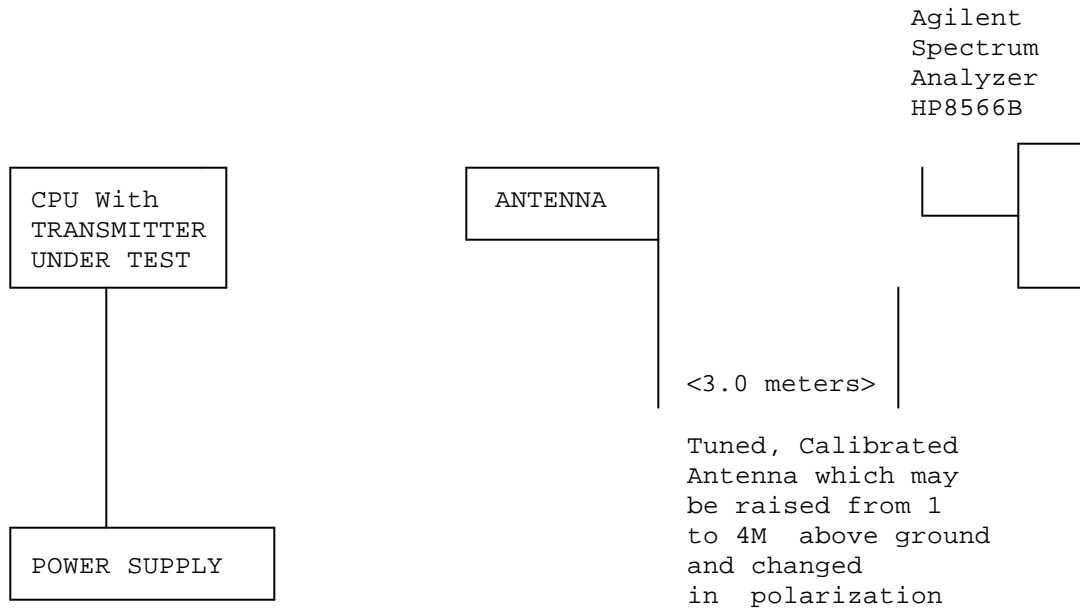 Agilent
Spectrum
Analyzer
HP8566B
CPU With
TRANSMITTER
UNDER TEST
ANTENNA
<3.0 meters>
Tuned, Calibrated
Antenna which may
be raised from 1
to 4M above ground
and changed
in polarization
POWER SUPPLY